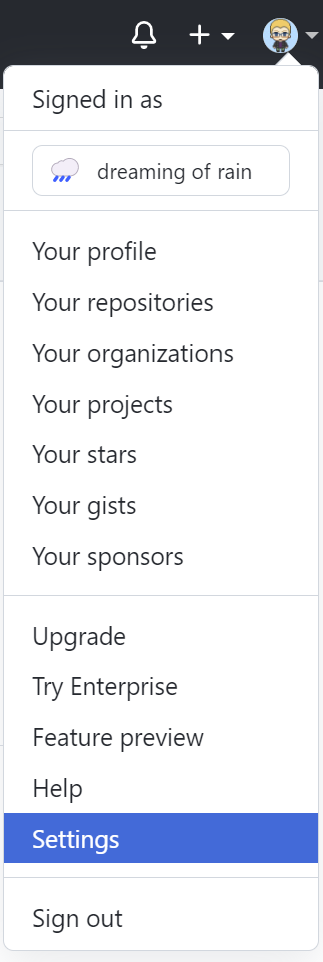 Signed in as
dreaming of rain
Your profile
Your repositories
Your organizations
Your projects
Your stars
Your gists
Your sponsors
Upgrade
Try Enterprise
Feature preview
Help
Settings
Sign out